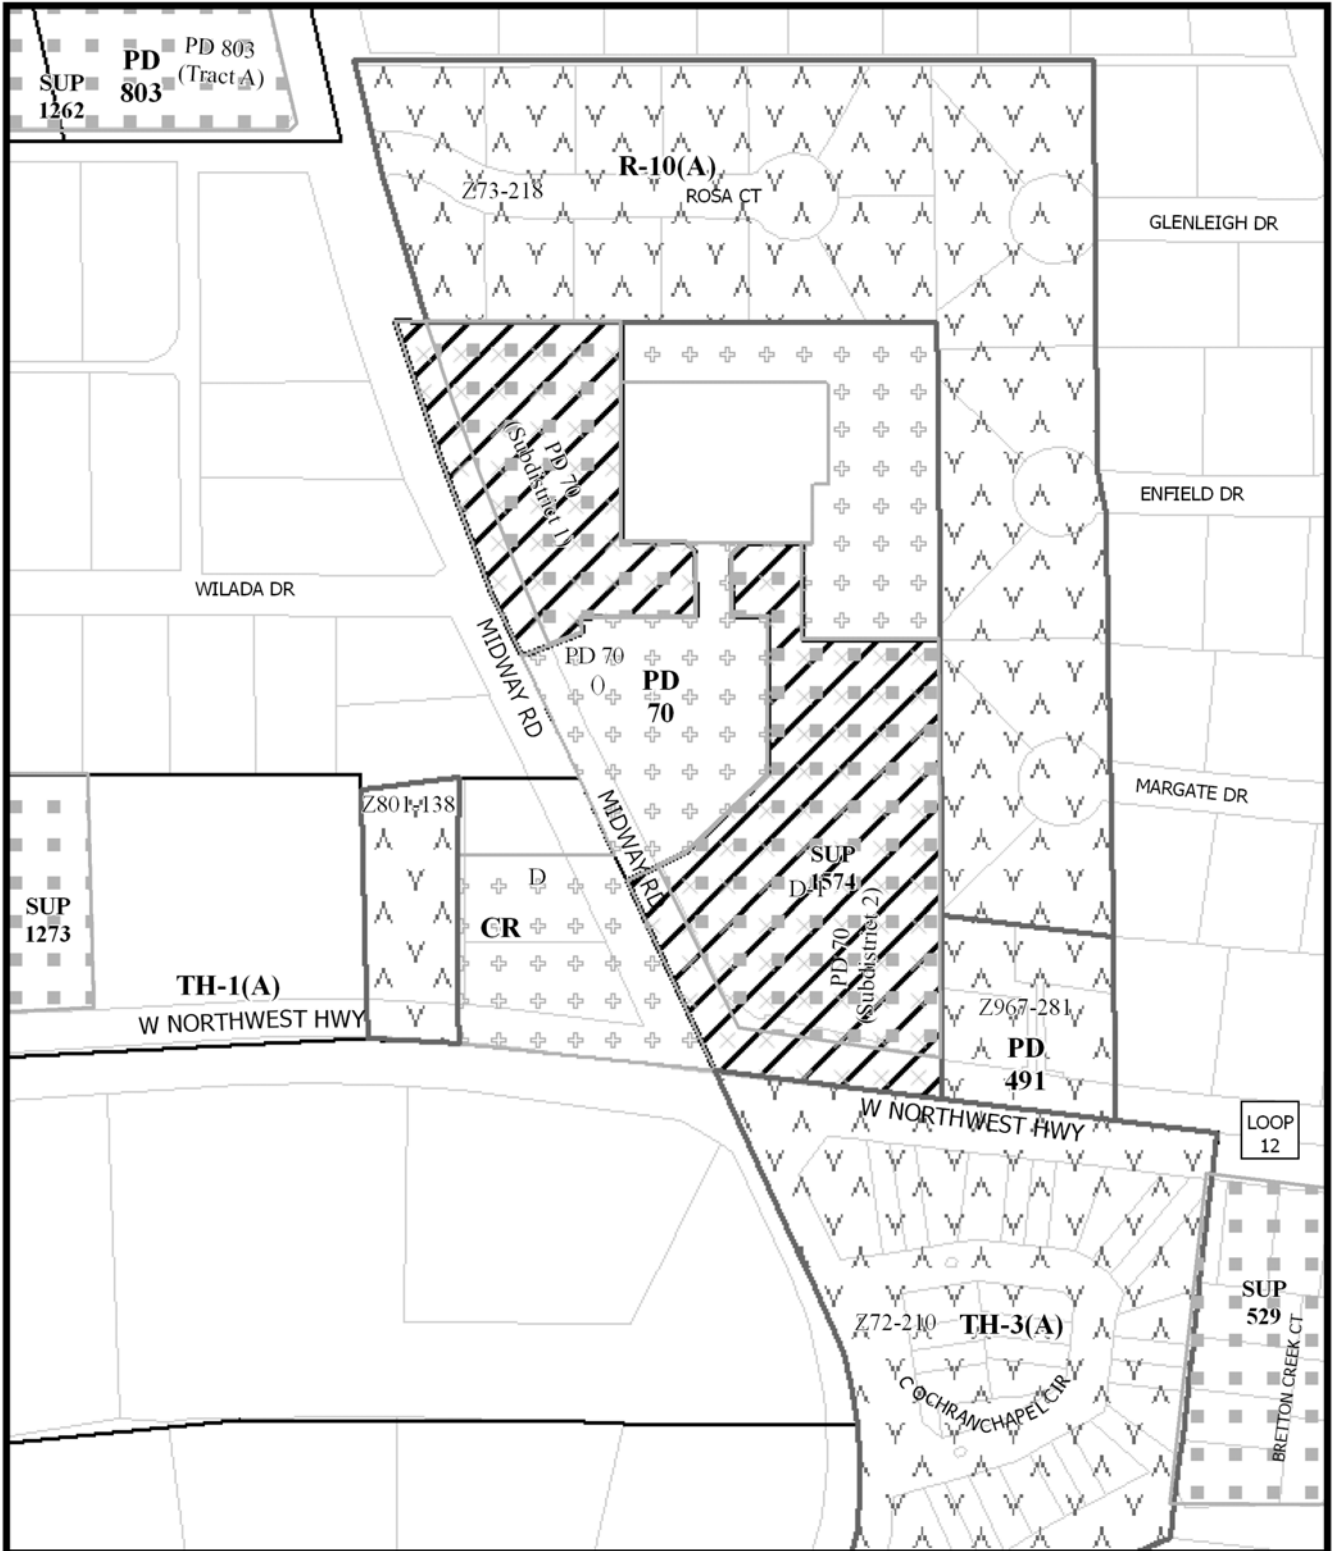 PD 803
(Tract A)
PD
803
SUP
1262
R-10(A)
Z73-218
ROSA CT
GLENLEIGH DR
PD 70
(Subdistrict 1)
ENFIELD DR
WILADA DR
MIDWAY RD
PD 70
()
PD
70
MARGATE DR
Z801-138
MIDWAY RD
D
SUP
1574
D-1
PD 70
(Subdistrict 2)
SUP
1273
CR
TH-1(A)
W NORTHWEST HWY
Z967-281
PD
491
W NORTHWEST HWY
LOOP
12
SUP
529
Z72-210
TH-3(A)
COCHRANCHAPEL CIR
BRETTON CREEK CT